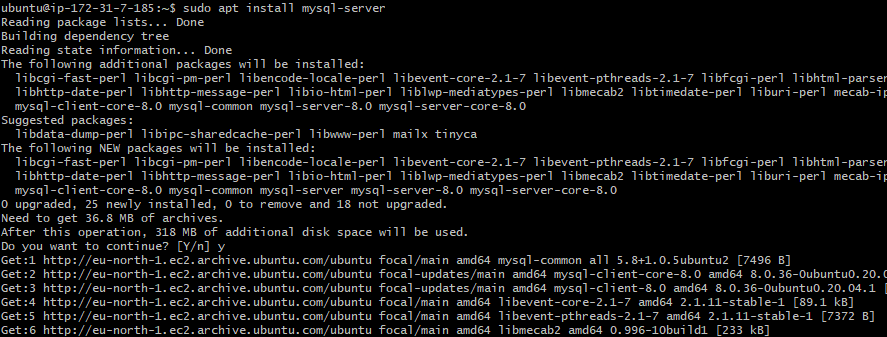 ubuntu@ip-172-31-7-185:~$ sudo apt install mysql-server
Reading package lists... Done
Building dependency tree
Reading state information... Done
The following additional packages will be installed:
  libcgi-fast-perl libcgi-pm-perl libencode-locale-perl libevent-core-2.1-7 libevent-pthreads-2.1-7 libfcgi-perl libhtml-parser
  libhttp-date-perl libhttp-message-perl libio-html-perl liblwp-mediatypes-perl libmecab2 libtimedate-perl liburi-perl mecab-ip
  mysql-client-core-8.0 mysql-common mysql-server-8.0 mysql-server-core-8.0
Suggested packages:
  libdata-dump-perl libipc-sharedcache-perl libwww-perl mailx tinyca
The following NEW packages will be installed:
  libcgi-fast-perl libcgi-pm-perl libencode-locale-perl libevent-core-2.1-7 libevent-pthreads-2.1-7 libfcgi-perl libhtml-parser
  libhttp-date-perl libhttp-message-perl libio-html-perl liblwp-mediatypes-perl libmecab2 libtimedate-perl liburi-perl mecab-ip
  mysql-client-core-8.0 mysql-common mysql-server mysql-server-8.0 mysql-server-core-8.0
0 upgraded, 25 newly installed, 0 to remove and 18 not upgraded.
Need to get 36.8 MB of archives.
After this operation, 318 MB of additional disk space will be used.
Do you want to continue? [Y/n] y
Get:1 http://eu-north-1.ec2.archive.ubuntu.com/ubuntu focal/main amd64 mysql-common all 5.8+1.0.5ubuntu2 [7496 B]
Get:2 http://eu-north-1.ec2.archive.ubuntu.com/ubuntu focal-updates/main amd64 mysql-client-core-8.0 amd64 8.0.36-0ubuntu0.20.0
Get:3 http://eu-north-1.ec2.archive.ubuntu.com/ubuntu focal-updates/main amd64 mysql-client-8.0 amd64 8.0.36-0ubuntu0.20.04.1 [
Get:4 http://eu-north-1.ec2.archive.ubuntu.com/ubuntu focal/main amd64 libevent-core-2.1-7 amd64 2.1.11-stable-1 [89.1 kB]
Get:5 http://eu-north-1.ec2.archive.ubuntu.com/ubuntu focal/main amd64 libevent-pthreads-2.1-7 amd64 2.1.11-stable-1 [7372 B]
Get:6 http://eu-north-1.ec2.archive.ubuntu.com/ubuntu focal/main amd64 libmecab2 amd64 0.996-10build1 [233 kB]